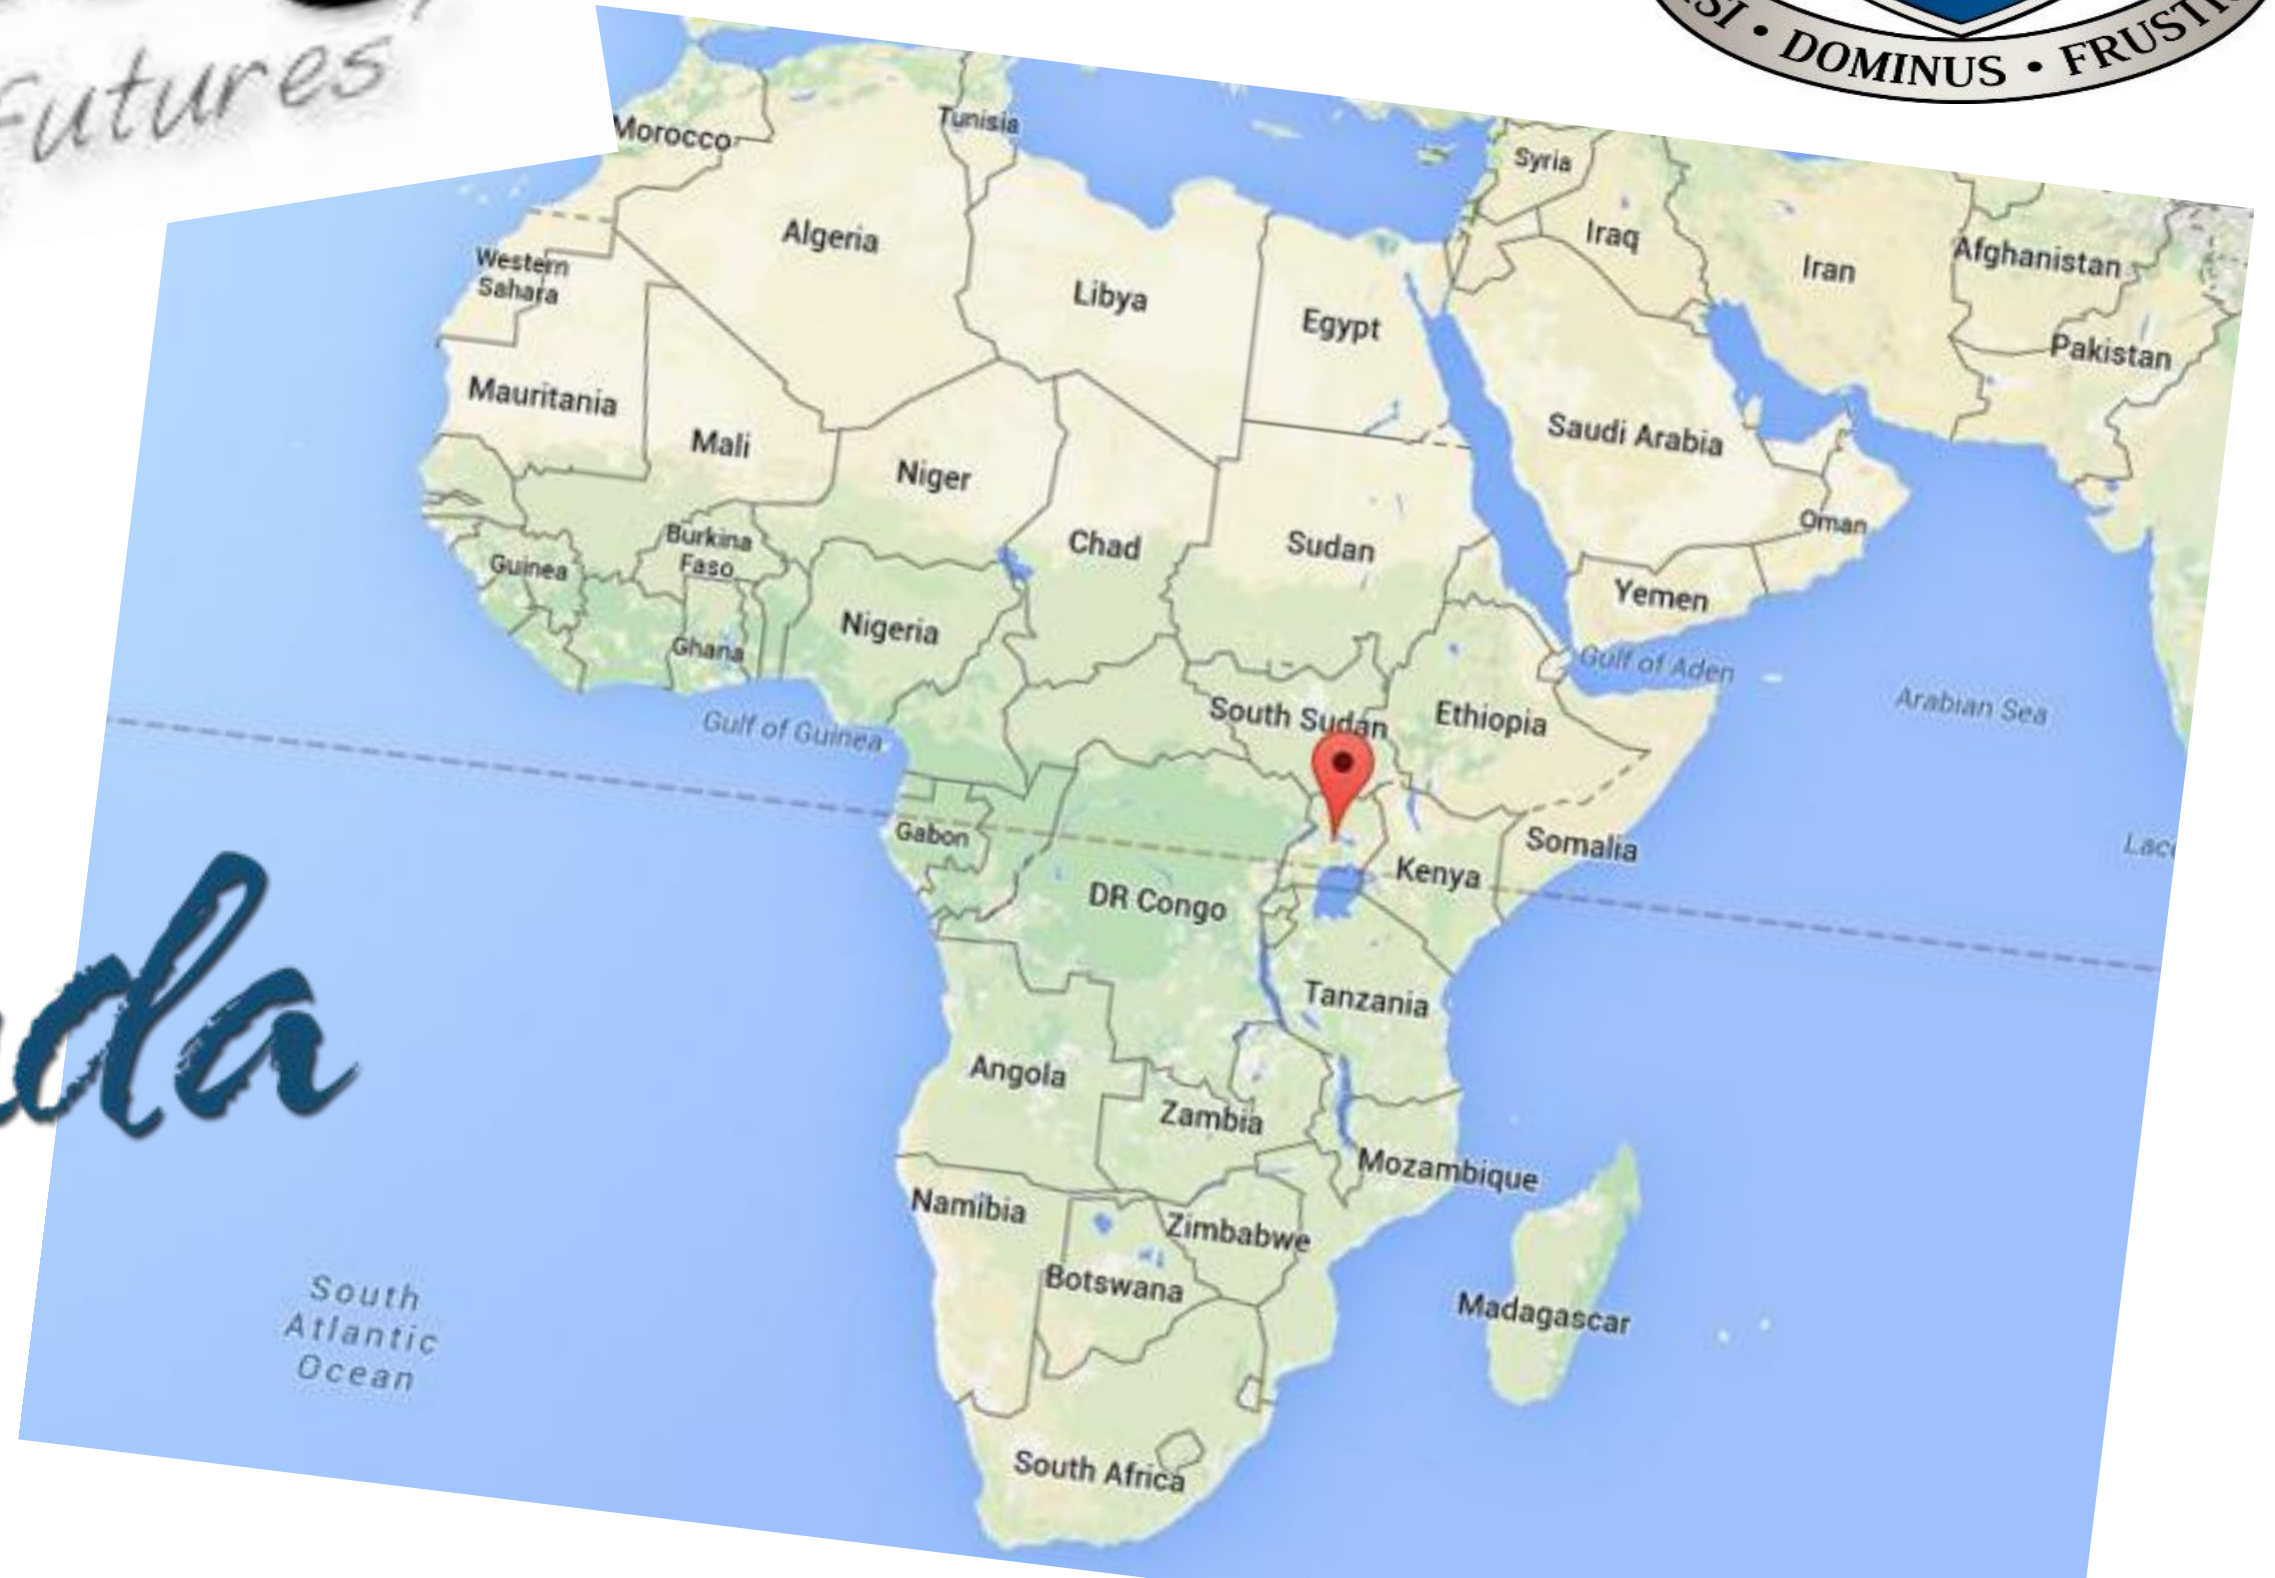 Futures
DOMINUS • FRUSTI
Morocco
Tunisia
Syria
Algeria
Iraq
Iran
Afghanistan
Western
Sahara
Libya
Egypt
Pakistan
Mauritania
Mali
Niger
Saudi Arabia
Chad
Sudan
Oman
Burkina
Faso
Guinea
Yemen
Nigeria
Ghana
Gulf of Aden
Arabian Sea
South Sudan
Ethiopia
Gulf of Guinea
Gabon
Somalia
Kenya
DR Congo
Tanzania
nda
Angola
Zambia
Mozambique
Namibia
Zimbabwe
Botswana
South
Atlantic
Ocean
Madagascar
South Africa